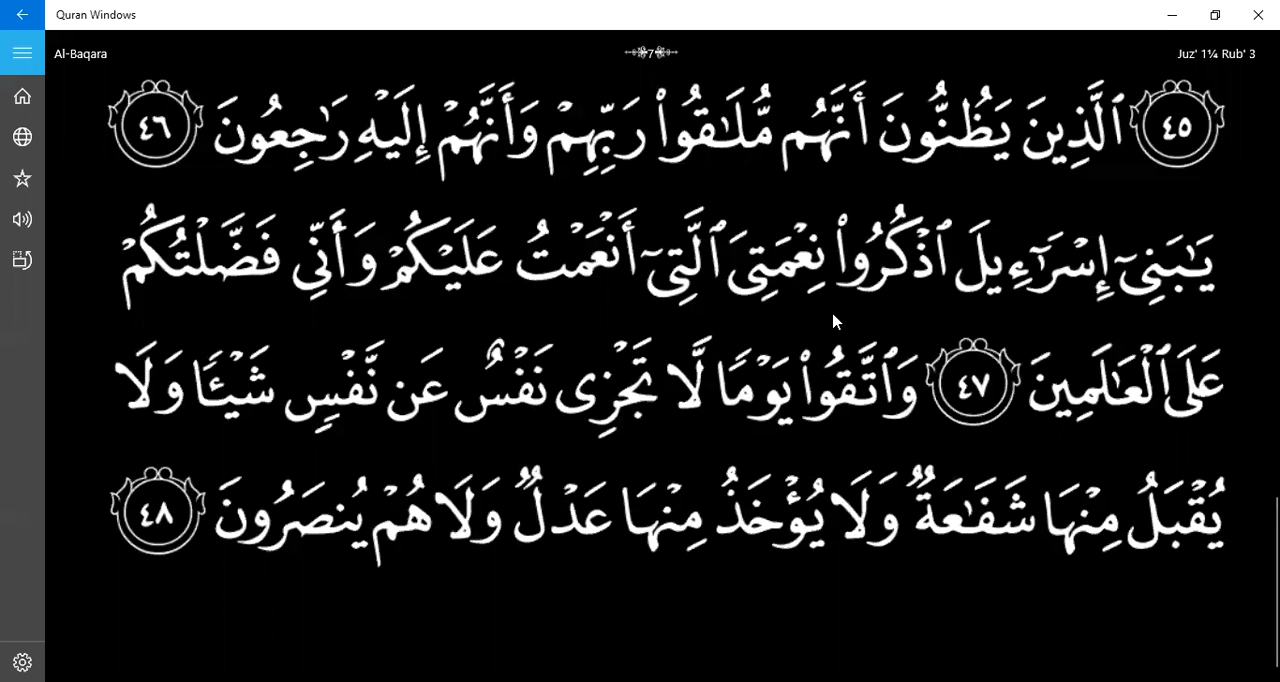 Quran Windows
Al-Baqara
7
Juz' 1¼ Rub' 3
٤٥ ٱلَّذِينَ يَظُنُّونَ أَنَّهُم مُّلَـٰقُوا۟ رَبِّهِمْ وَأَنَّهُمْ إِلَيْهِ رَٰجِعُونَ ٤٦
يَـٰبَنِىٓ إِسْرَٰٓءِيلَ ٱذْكُرُوا۟ نِعْمَتِىَ ٱلَّتِىٓ أَنْعَمْتُ عَلَيْكُمْ وَأَنِّى فَضَّلْتُكُمْ
عَلَى ٱلْعَـٰلَمِينَ ٤٧ وَٱتَّقُوا۟ يَوْمًا لَّا تَجْزِى نَفْسٌ عَن نَّفْسٍ شَيْـًٔا وَلَا
يُقْبَلُ مِنْهَا شَفَـٰعَةٌ وَلَا يُؤْخَذُ مِنْهَا عَدْلٌ وَلَا هُمْ يُنصَرُونَ ٤٨